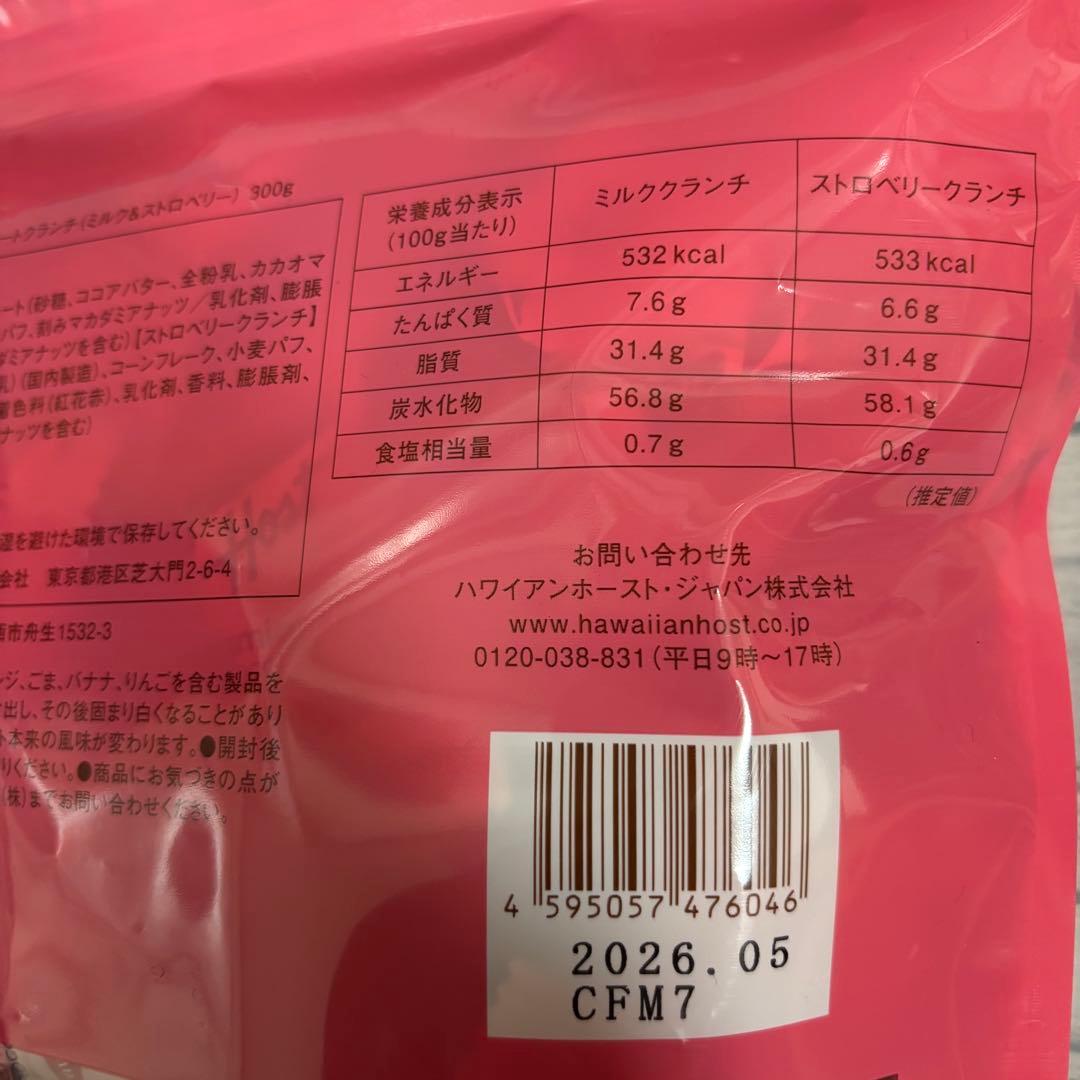 ートクランチ(ミルク&ストロベリー) 300g
ート(砂糖、ココアバター、全粉乳、カカオマ
パフ、刻みマカダミアナッツ／乳化剤、膨脹
ダミアナッツを含む)【ストロベリークランチ】
乳)(国内製造)、コーンフレーク、小麦パフ、
着色料(紅花赤)、乳化剤、香料、膨脹剤、
ナッツを含む)
湿を避けた環境で保存してください。
会社 東京都港区芝大門2-6-4
市舟生1532-3
ンジ、ごま、バナナ、りんごを含む製品を
出し、その後固まり白くなることがあり
ト本来の風味が変わります。●開封後
りください。●商品にお気づきの点が
(株)までお問い合わせください。
栄養成分表示
(100g当たり)
ミルククランチ
ストロベリークランチ
エネルギー 532kcal 533kcal
たんぱく質 7.6g 6.6g
脂質 31.4g 31.4g
炭水化物 56.8g 58.1g
食塩相当量 0.7g 0.6g
(推定値)
お問い合わせ先
ハワイアンホースト・ジャパン株式会社
www.hawaiianhost.co.jp
0120-038-831(平日9時～17時)
4 595057 476046
2026.05
CFM7